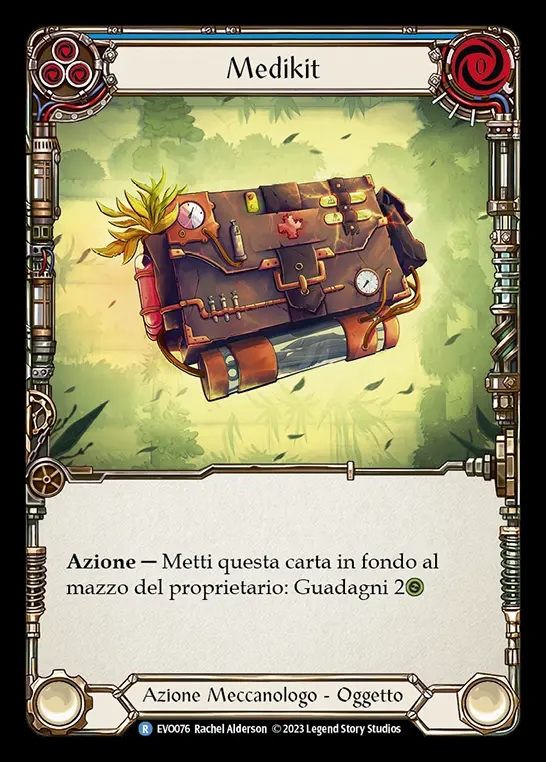 Medikit
0
Azione — Metti questa carta in fondo al
mazzo del proprietario: Guadagni 2
Azione Meccanologo - Oggetto
R EVO076 Rachel Alderson © 2023 Legend Story Studios